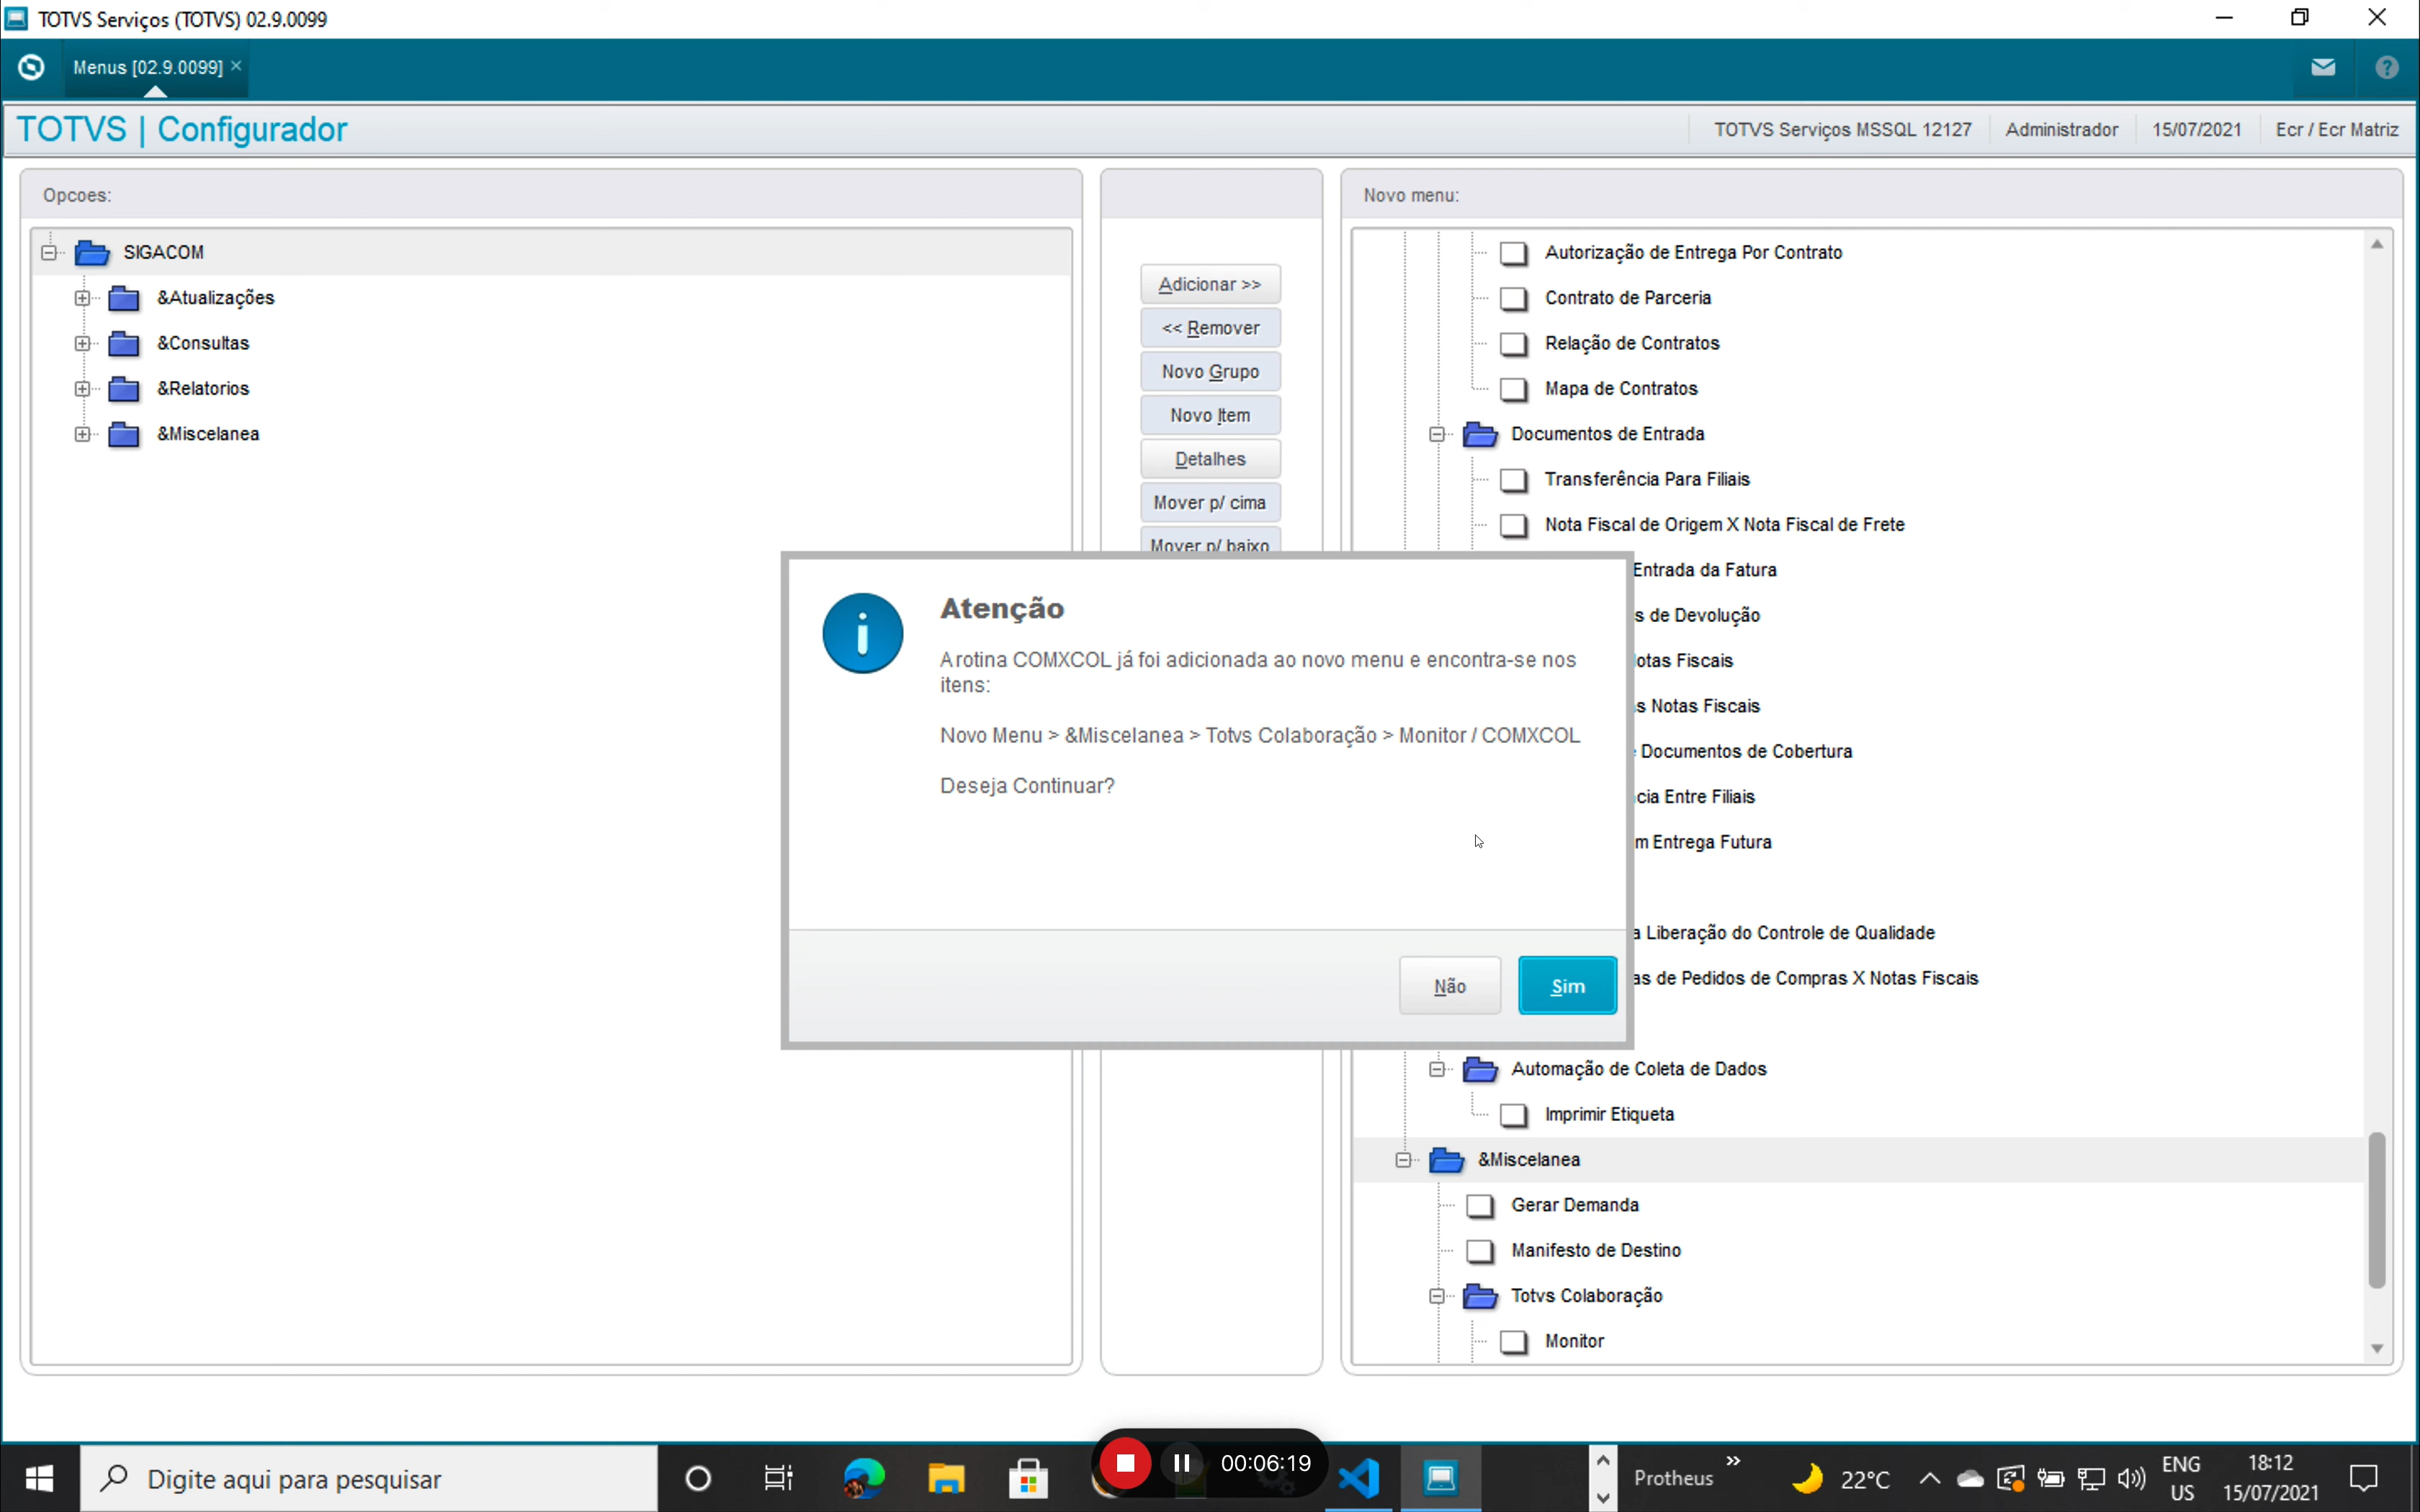 TOTVS Serviços (TOTVS) 02.9.0099
Menus [02.9.0099] ×
TOTVS | Configurador
TOTVS Serviços MSSQL 12127
Administrador
15/07/2021
Ecr / Ecr Matriz
Opcoes:
SIGACOM
&Atualizações
&Consultas
&Relatorios
&Miscelanea
Adicionar >>
<< Remover
Novo Grupo
Novo Item
Detalhes
Mover p/ cima
Mover p/ baixo
Novo menu:
Autorização de Entrega Por Contrato
Contrato de Parceria
Relação de Contratos
Mapa de Contratos
Documentos de Entrada
Transferência Para Filiais
Nota Fiscal de Origem X Nota Fiscal de Frete
Entrada da Fatura
s de Devolução
otas Fiscais
s Notas Fiscais
Documentos de Cobertura
cia Entre Filiais
m Entrega Futura
a Liberação do Controle de Qualidade
as de Pedidos de Compras X Notas Fiscais
Automação de Coleta de Dados
Imprimir Etiqueta
&Miscelanea
Gerar Demanda
Manifesto de Destino
Totvs Colaboração
Monitor
Atenção
A rotina COMXCOL já foi adicionada ao novo menu e encontra-se nos
itens:
Novo Menu > &Miscelanea > Totvs Colaboração > Monitor / COMXCOL
Deseja Continuar?
Não
Sim
Digite aqui para pesquisar
00:06:19
Protheus
22°C
ENG
US
18:12
15/07/2021